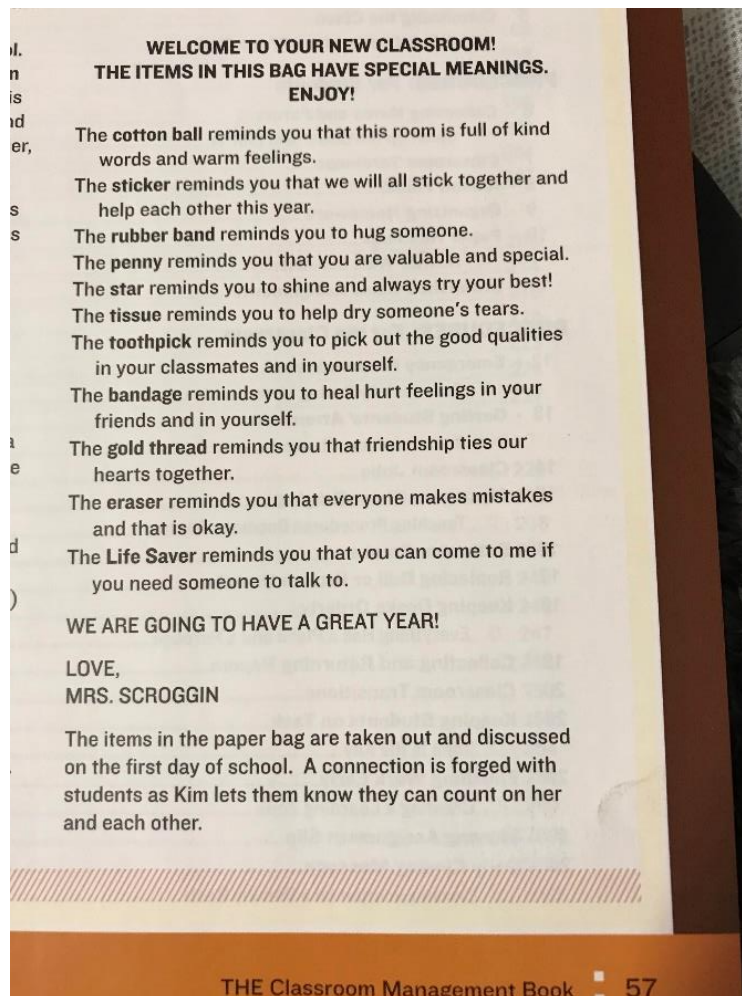 WELCOME TO YOUR NEW CLASSROOM!
THE ITEMS IN THIS BAG HAVE SPECIAL MEANINGS.
ENJOY!
The cotton ball reminds you that this room is full of kind
words and warm feelings.
The sticker reminds you that we will all stick together and
help each other this year.
The rubber band reminds you to hug someone.
The penny reminds you that you are valuable and special.
The star reminds you to shine and always try your best!
The tissue reminds you to help dry someone's tears.
The toothpick reminds you to pick out the good qualities
in your classmates and in yourself.
The bandage reminds you to heal hurt feelings in your
friends and in yourself.
The gold thread reminds you that friendship ties our
hearts together.
The eraser reminds you that everyone makes mistakes
and that is okay.
The Life Saver reminds you that you can come to me if
you need someone to talk to.
WE ARE GOING TO HAVE A GREAT YEAR!
LOVE,
MRS. SCROGGIN
The items in the paper bag are taken out and discussed
on the first day of school. A connection is forged with
students as Kim lets them know they can count on her
and each other.
THE Classroom Management Book 57